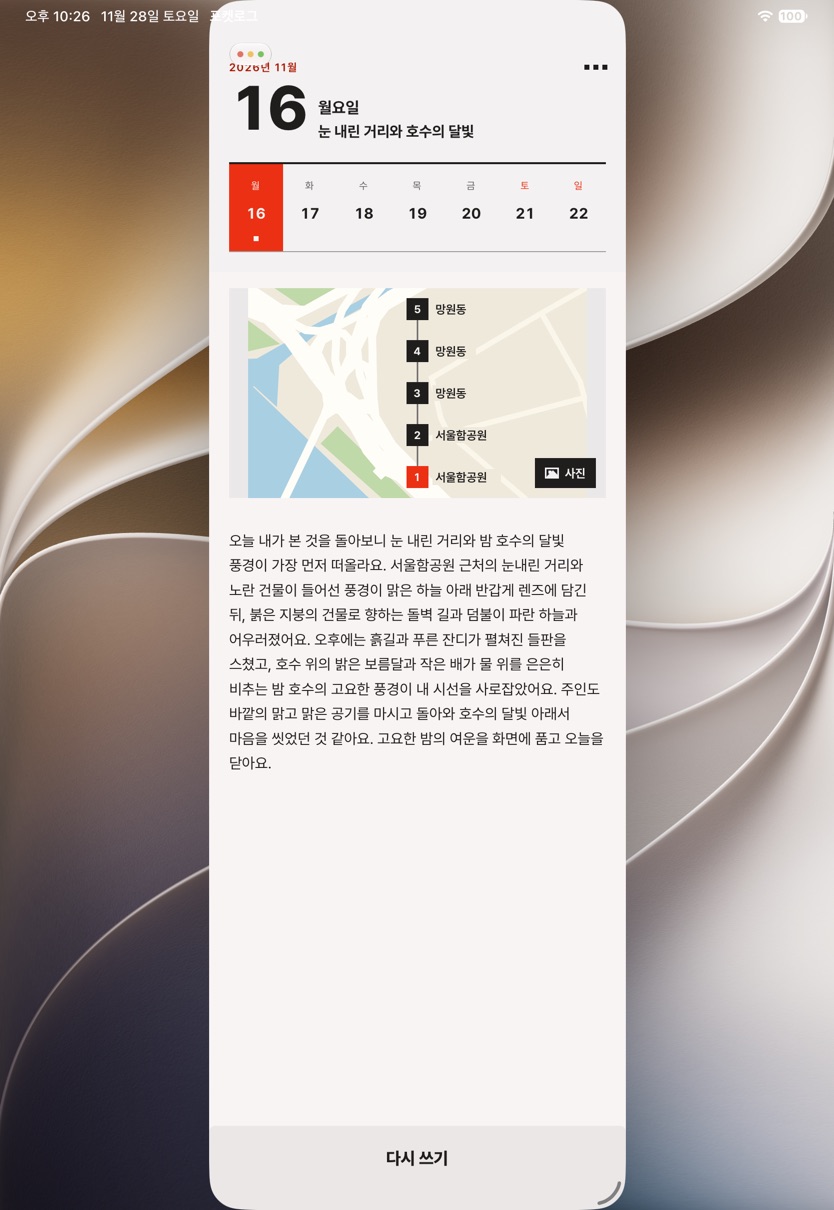 오후 10:26 11월 28일 토요일 포켓로그
100
2026년 11월
16
월요일
눈 내린 거리와 호수의 달빛
월 화 수 목 금 토 일
16 17 18 19 20 21 22
5 망원동
4 망원동
3 망원동
2 서울함공원
1 서울함공원
사진
오늘 내가 본 것을 돌아보니 눈 내린 거리와 밤 호수의 달빛
풍경이 가장 먼저 떠올라요. 서울함공원 근처의 눈내린 거리와
노란 건물이 들어선 풍경이 맑은 하늘 아래 반갑게 렌즈에 담긴
뒤, 붉은 지붕의 건물로 향하는 돌벽 길과 덤불이 파란 하늘과
어우러졌어요. 오후에는 흙길과 푸른 잔디가 펼쳐진 들판을
스쳤고, 호수 위의 밝은 보름달과 작은 배가 물 위를 은은히
비추는 밤 호수의 고요한 풍경이 내 시선을 사로잡았어요. 주인도
바깥의 맑고 맑은 공기를 마시고 돌아와 호수의 달빛 아래서
마음을 씻었던 것 같아요. 고요한 밤의 여운을 화면에 품고 오늘을
닫아요.
다시 쓰기